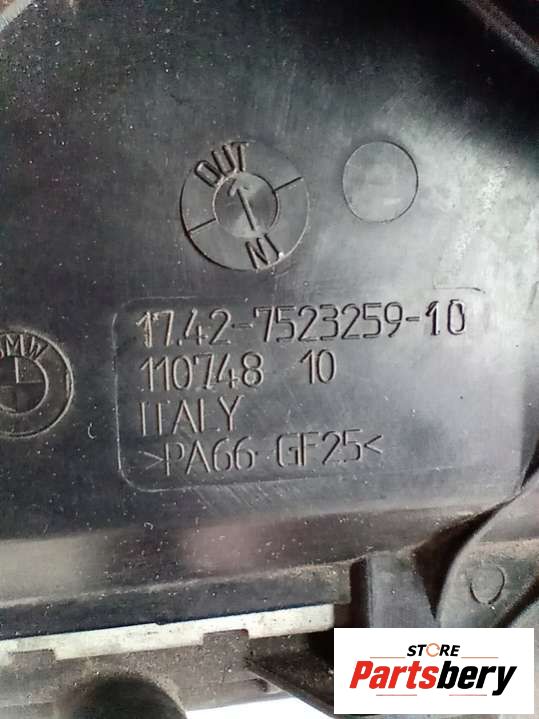 OUT
IN
BMW
17.42-7523259-10
110748 10
ITALY
>PA66-GF25<
STORE
Partsbery